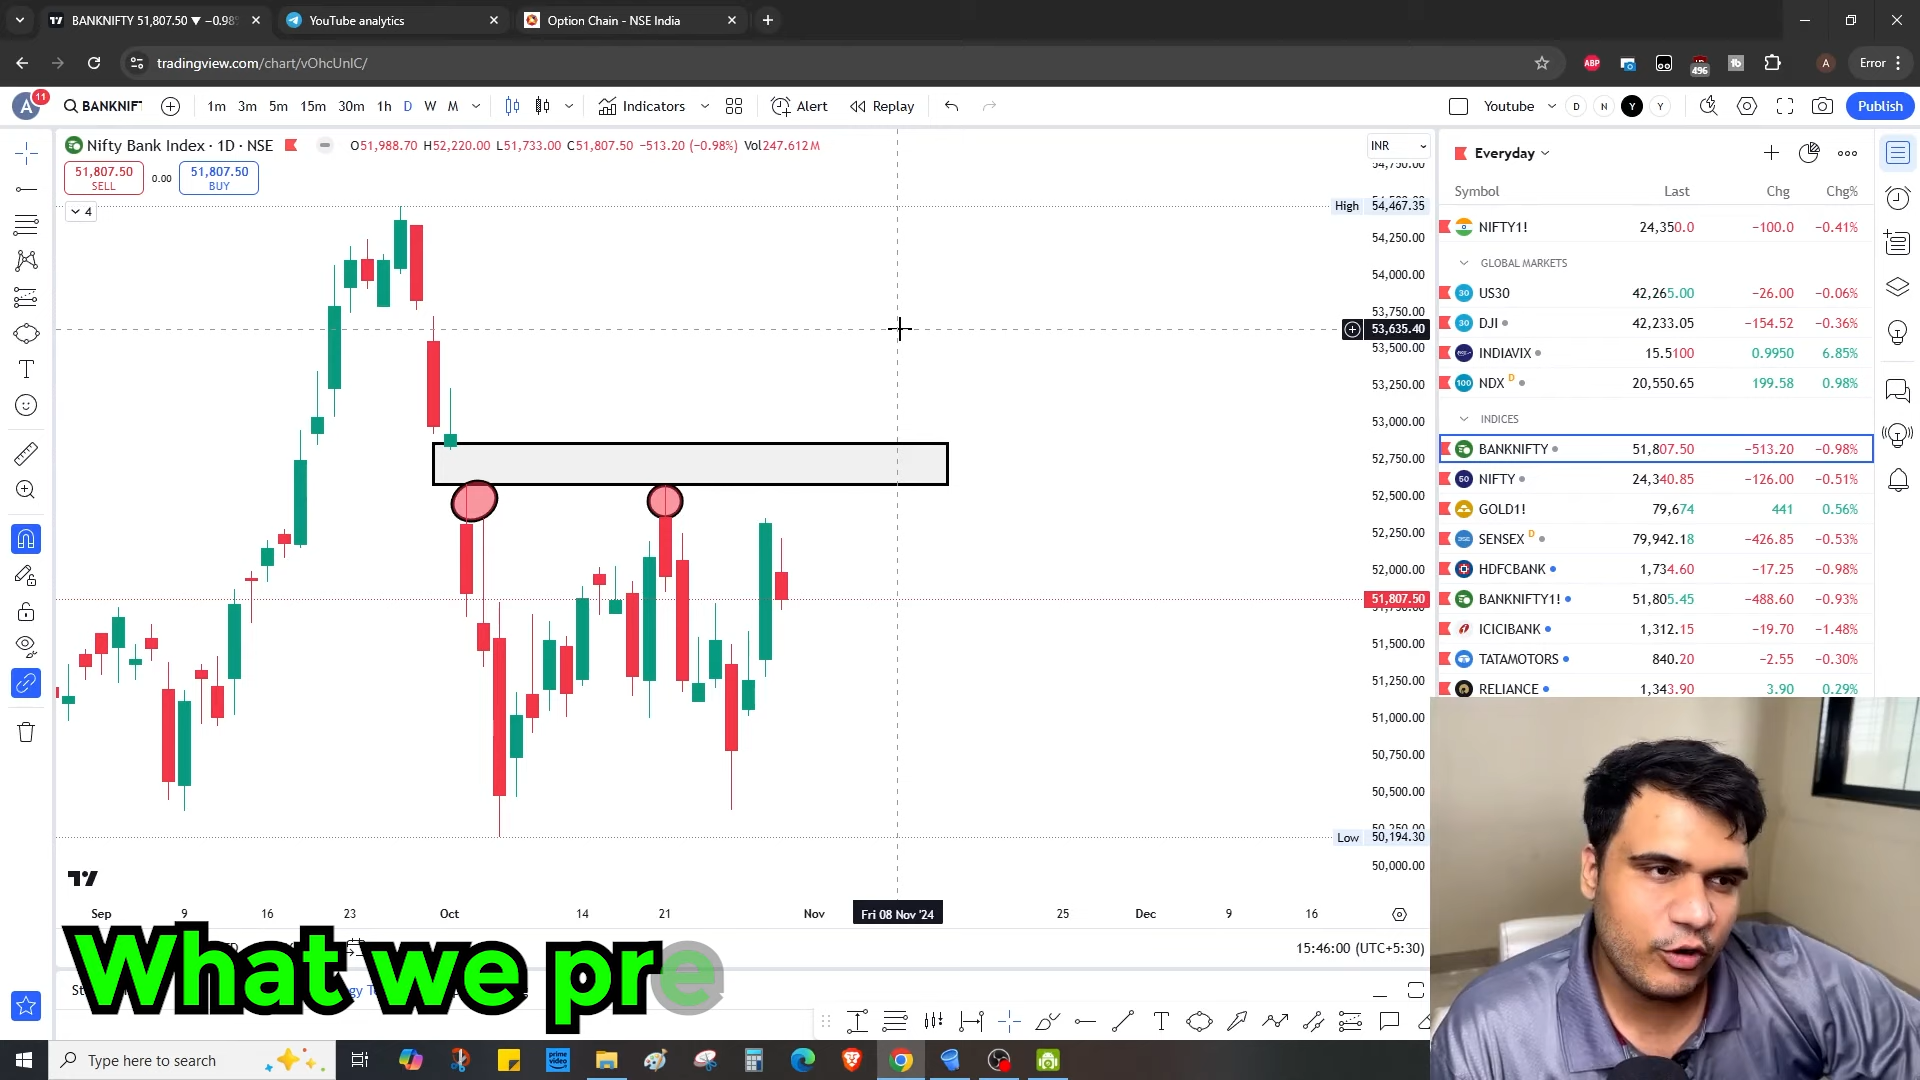 BANKNIFTY 51,807.50 ▼ −0.98%
YouTube analytics
Option Chain - NSE India
tradingview.com/chart/vOhcUnIC/
ABP
496
A
Error
A
11
BANKNIF
1m 3m 5m 15m 30m 1h D W M
Indicators
Alert
Replay
Youtube
D N Y Y
Publish
Nifty Bank Index · 1D · NSE
O51,988.70 H52,220.00 L51,733.00 C51,807.50 −513.20 (−0.98%) Vol247.612M
51,807.50
SELL
0.00
51,807.50
BUY
4
INR
54,750.00
High 54,467.35
54,250.00
54,000.00
53,750.00
53,635.40
53,500.00
53,250.00
53,000.00
52,750.00
52,500.00
52,250.00
52,000.00
51,807.50
51,500.00
51,250.00
51,000.00
50,750.00
50,500.00
50,250.00
Low 50,194.30
50,000.00
Sep 9 16 23 Oct 14 21 Nov Fri 08 Nov '24 25 Dec 9 16
15:46:00 (UTC+5:30)
What we pre
Everyday
Symbol Last Chg Chg%
NIFTY1! 24,350.0 −100.0 −0.41%
GLOBAL MARKETS
US30 42,265.00 −26.00 −0.06%
DJI 42,233.05 −154.52 −0.36%
INDIAVIX 15.5100 0.9950 6.85%
NDX D 20,550.65 199.58 0.98%
INDICES
BANKNIFTY 51,807.50 −513.20 −0.98%
NIFTY 24,340.85 −126.00 −0.51%
GOLD1! 79,674 441 0.56%
SENSEX D 79,942.18 −426.85 −0.53%
HDFCBANK 1,734.60 −17.25 −0.98%
BANKNIFTY1! 51,805.45 −488.60 −0.93%
ICICIBANK 1,312.15 −19.70 −1.48%
TATAMOTORS 840.20 −2.55 −0.30%
RELIANCE 1,343.90 3.90 0.29%
Type here to search
prime video